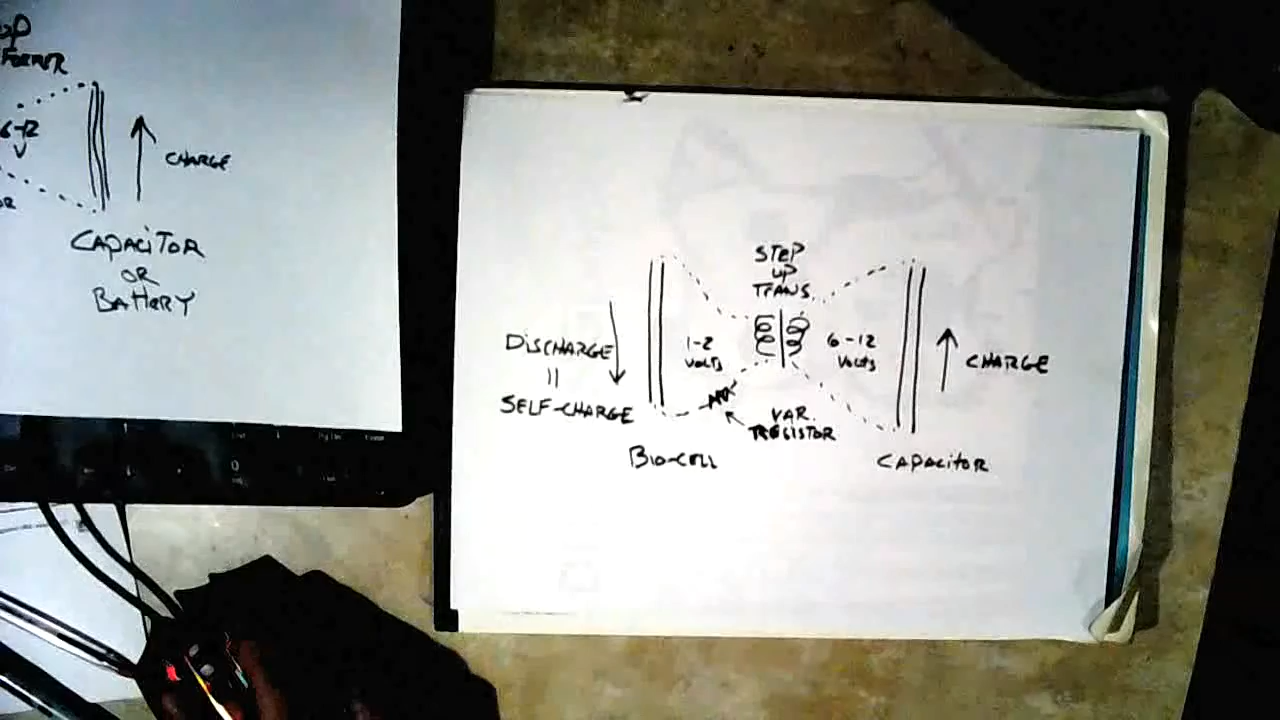 UP
FORMER
6-12
V
CHARGE
CAPACITOR
OR
BATTERY
STEP
UP
TRANS.
DISCHARGE
=
SELF-CHARGE
1-2
VOLTS
6-12
VOLTS
CHARGE
VAR.
RESISTOR
BIO-CELL
CAPACITOR